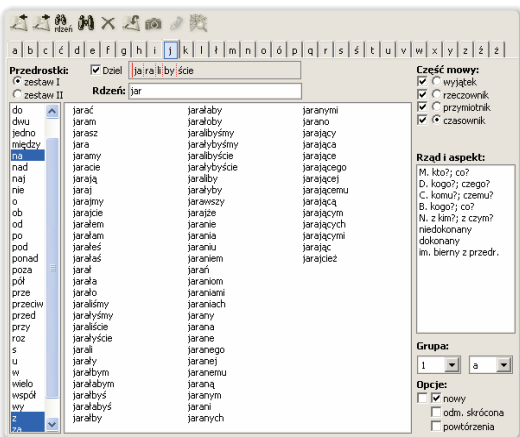 rdzeń
a b c ć d e f g h i j k l ł m n o ó p q r s ś t u v w x y z ź ż
Przedrostki:
zestaw I
zestaw II
Dziel
ja ra li by ście
Rdzeń: jar
Część mowy:
wyjątek
rzeczownik
przymiotnik
czasownik
do
dwu
jedno
między
na
nad
naj
nie
o
ob
od
po
pod
ponad
poza
pół
prze
przeciw
przed
przy
roz
s
u
w
wielo
współ
wy
z
za
jarać
jaram
jarasz
jara
jaramy
jaracie
jarają
jaraj
jarajmy
jarajcie
jarałem
jarałam
jarałeś
jarałaś
jarał
jarała
jarało
jaraliśmy
jarałyśmy
jaraliście
jarałyście
jarali
jarały
jarałbym
jarałabym
jarałbyś
jarałabyś
jarałby
jarałaby
jarałoby
jaralibyśmy
jarałybyśmy
jaralibyście
jarałybyście
jaraliby
jarałyby
jarawszy
jarajże
jaranie
jarania
jaraniu
jaraniem
jarań
jaraniom
jaraniami
jaraniach
jarany
jarana
jarane
jaranego
jaranej
jaranemu
jaraną
jaranym
jarani
jaranych
jaranymi
jarano
jarający
jarająca
jarające
jarającego
jarającej
jarającemu
jarającą
jarającym
jarających
jarającymi
jarając
jarajcież
Rząd i aspekt:
M. kto?; co?
D. kogo?; czego?
C. komu?; czemu?
B. kogo?; co?
N. z kim?; z czym?
niedokonany
dokonany
im. bierny z przedr.
Grupa:
1 a
Opcje:
nowy
odm. skrócona
powtórzenia